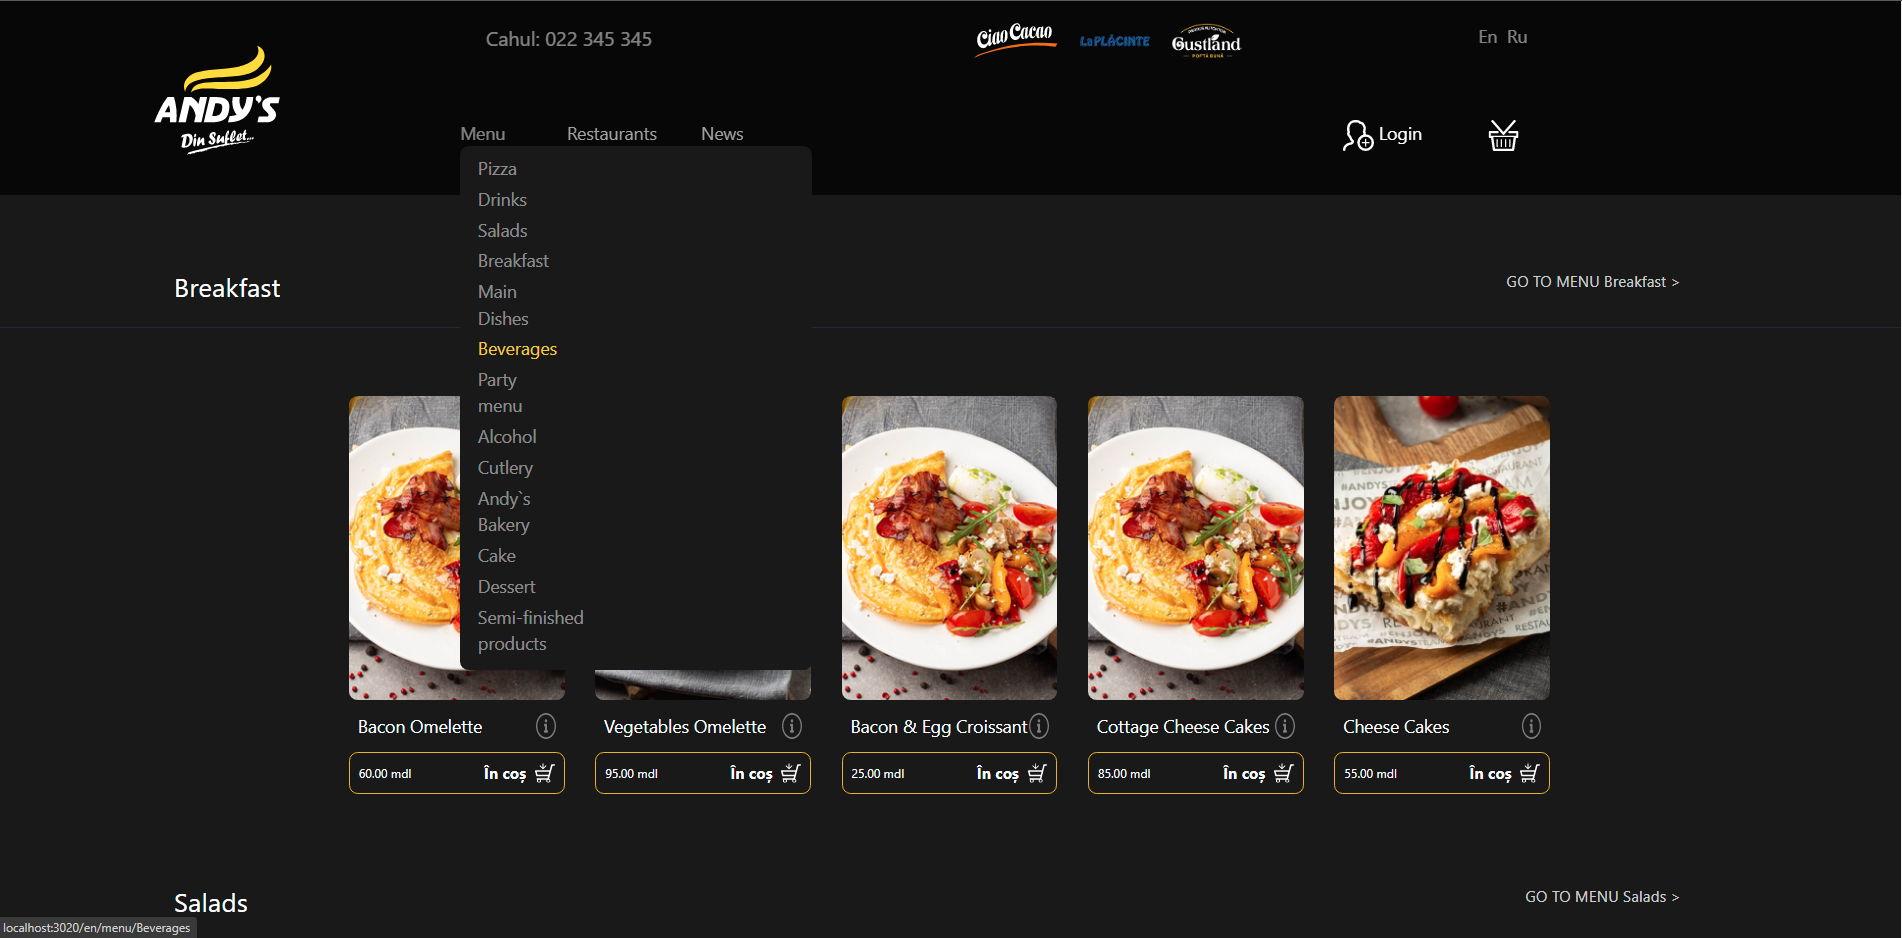 Cahul: 022 345 345
Ciao Cacao
La PLĂCINTE
Gustland
POFTĂ BUNĂ
En Ru
ANDY'S
Din Suflet...
Menu
Restaurants
News
Login
Pizza
Drinks
Salads
Breakfast
Main
Dishes
Beverages
Party
menu
Alcohol
Cutlery
Andy`s
Bakery
Cake
Dessert
Semi-finished
products
Breakfast
GO TO MENU Breakfast >
Bacon Omelette
60.00 mdl
În coș
Vegetables Omelette
95.00 mdl
În coș
Bacon & Egg Croissant
25.00 mdl
În coș
Cottage Cheese Cakes
85.00 mdl
În coș
#ANDYS
RESTAURANT
Cheese Cakes
55.00 mdl
În coș
Salads
GO TO MENU Salads >
localhost:3020/en/menu/Beverages